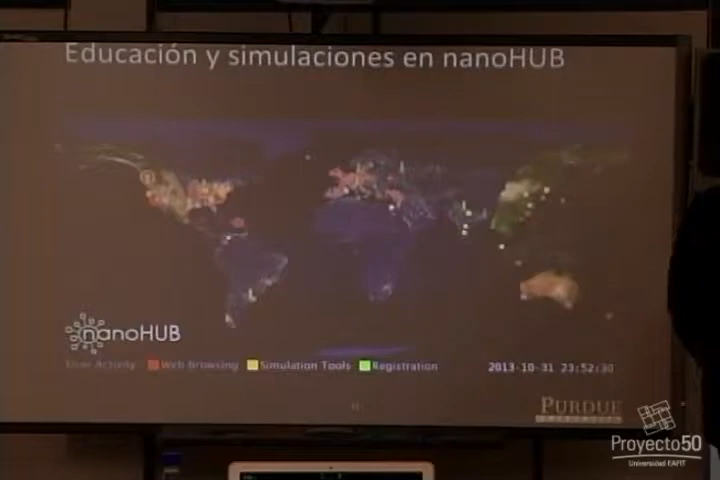 Educación y simulaciones en nanoHUB
nanoHUB
User Activity Web browsing Simulation Tools Registration
2013-10-31 23:52:30
PURDUE
Proyecto50
Universidad EAFIT